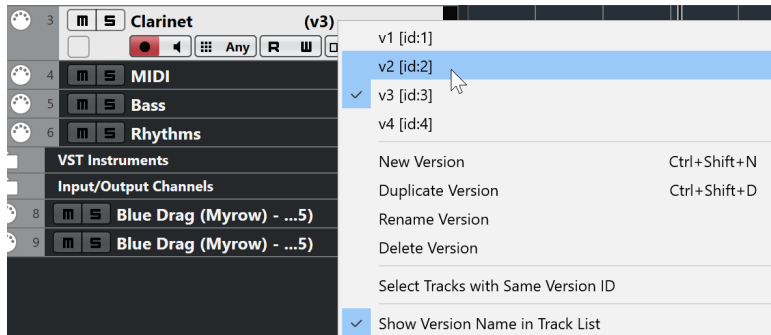 3 m S Clarinet (v3)
Any R W
4 m S MIDI
5 m S Bass
6 m S Rhythms
VST Instruments
Input/Output Channels
8 m S Blue Drag (Myrow) - ...5)
9 m S Blue Drag (Myrow) - ...5)
v1 [id:1]
v2 [id:2]
v3 [id:3]
v4 [id:4]
New Version Ctrl+Shift+N
Duplicate Version Ctrl+Shift+D
Rename Version
Delete Version
Select Tracks with Same Version ID
Show Version Name in Track List